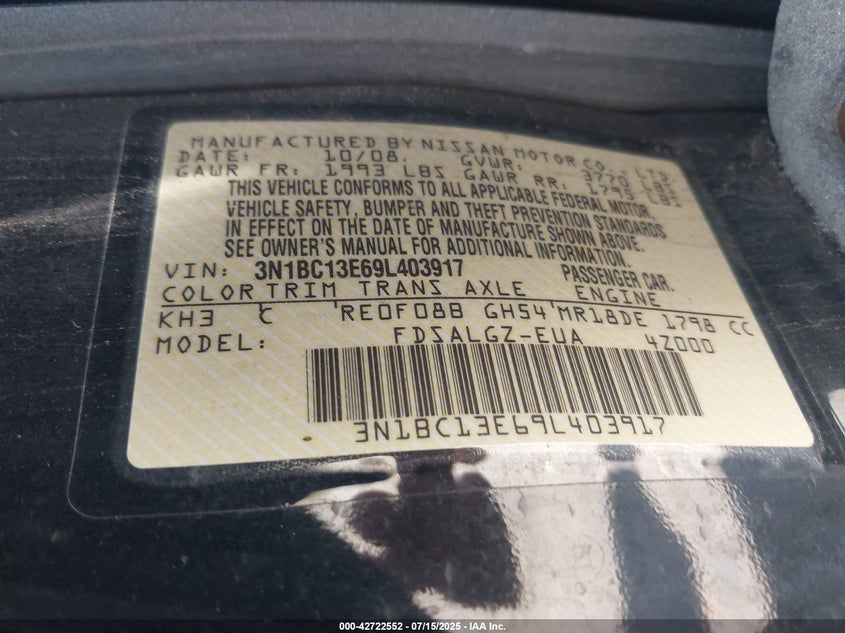 MANUFACTURED BY NISSAN MOTOR CO., LTD.
DATE: 10/08. GVWR: 3770 LBS
GAWR FR: 1993 LBS GAWR RR: 1795 LBS
THIS VEHICLE CONFORMS TO ALL APPLICABLE FEDERAL MOTOR
VEHICLE SAFETY, BUMPER AND THEFT PREVENTION STANDARDS
IN EFFECT ON THE DATE OF MANUFACTURE SHOWN ABOVE.
SEE OWNER'S MANUAL FOR ADDITIONAL INFORMATION.
VIN: 3N1BC13E69L403917 PASSENGER CAR.
COLOR TRIM TRANS AXLE ENGINE
KH3 C RE0F08B GH54 MR18DE 1798 CC
MODEL: FDSALGZ-EUA 4Z000
3N1BC13E69L403917
000-42722552 / 07/15/2025 - IAA Inc.